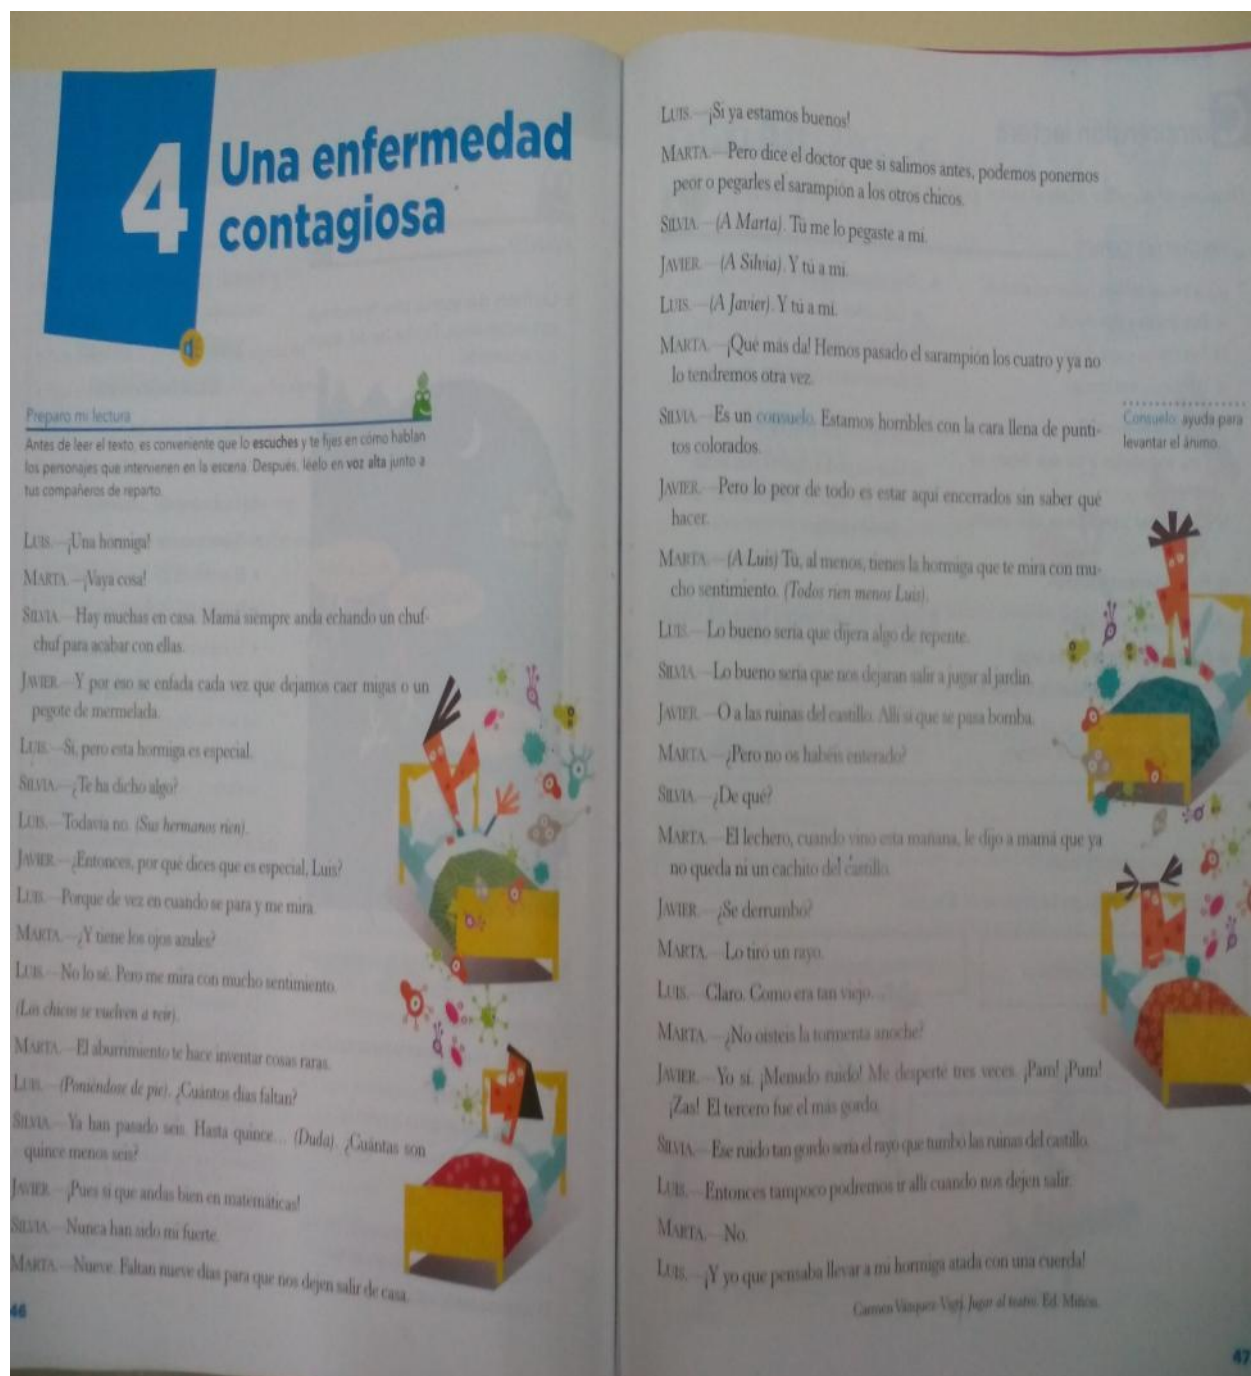 4
Una enfermedad
contagiosa
Preparo mi lectura
Antes de leer el texto, es conveniente que lo escuches y te fijes en cómo hablan
los personajes que intervienen en la escena. Después, léelo en voz alta junto a
tus compañeros de reparto.
LUIS.—¡Una hormiga!
MARTA.—¡Vaya cosa!
SILVIA.—Hay muchas en casa. Mamá siempre anda echando un chuf-
chuf para acabar con ellas.
JAVIER.—Y por eso se enfada cada vez que dejamos caer migas o un
pegote de mermelada.
LUIS.—Sí, pero esta hormiga es especial.
SILVIA.—¿Te ha dicho algo?
LUIS.—Todavía no. (Sus hermanos ríen).
JAVIER.—¿Entonces, por qué dices que es especial, Luis?
LUIS.—Porque de vez en cuando se para y me mira.
MARTA.—¿Y tiene los ojos azules?
LUIS.—No lo sé. Pero me mira con mucho sentimiento.
(Los chicos se vuelven a reír).
MARTA.—El aburrimiento te hace inventar cosas raras.
LUIS.—(Poniéndose de pie). ¿Cuántos días faltan?
SILVIA.—Ya han pasado seis. Hasta quince... (Duda). ¿Cuántas son
quince menos seis?
JAVIER.—¡Pues sí que andas bien en matemáticas!
SILVIA.—Nunca han sido mi fuerte.
MARTA.—Nueve. Faltan nueve días para que nos dejen salir de casa.
46
LUIS.—¡Si ya estamos buenos!
MARTA.—Pero dice el doctor que si salimos antes, podemos ponernos
peor o pegarles el sarampión a los otros chicos.
SILVIA.—(A Marta). Tú me lo pegaste a mí.
JAVIER.—(A Silvia). Y tú a mí.
LUIS.—(A Javier). Y tú a mí.
MARTA.—¡Qué más da! Hemos pasado el sarampión los cuatro y ya no
lo tendremos otra vez.
SILVIA.—Es un consuelo. Estamos horribles con la cara llena de punti-
tos colorados.
Consuelo: ayuda para
levantar el ánimo.
JAVIER.—Pero lo peor de todo es estar aquí encerrados sin saber qué
hacer.
MARTA.—(A Luis) Tú, al menos, tienes la hormiga que te mira con mu-
cho sentimiento. (Todos ríen menos Luis).
LUIS.—Lo bueno sería que dijera algo de repente.
SILVIA.—Lo bueno sería que nos dejaran salir a jugar al jardín.
JAVIER.—O a las ruinas del castillo. Allí sí que se pasa bomba.
MARTA.—¿Pero no os habéis enterado?
SILVIA.—¿De qué?
MARTA.—El lechero, cuando vino esta mañana, le dijo a mamá que ya
no queda ni un cachito del castillo.
JAVIER.—¿Se derrumbó?
MARTA.—Lo tiró un rayo.
LUIS.—Claro. Como era tan viejo...
MARTA.—¿No oísteis la tormenta anoche?
JAVIER.—Yo sí. ¡Menudo ruido! Me desperté tres veces. ¡Pam! ¡Pum!
¡Zas! El tercero fue el más gordo.
SILVIA.—Ese ruido tan gordo sería el rayo que tumbó las ruinas del castillo.
LUIS.—Entonces tampoco podremos ir allí cuando nos dejen salir.
MARTA.—No.
LUIS.—¡Y yo que pensaba llevar a mi hormiga atada con una cuerda!
Carmen Vázquez-Vigo, Jugar al teatro. Ed. Miñón.
47